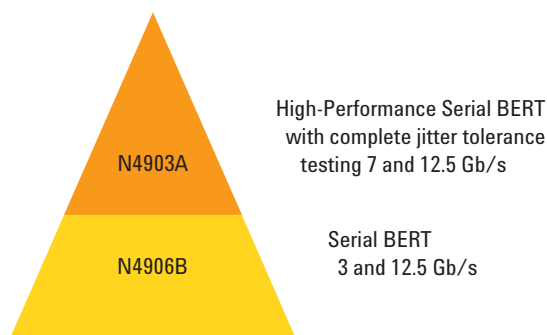 High-Performance Serial BERT
with complete jitter tolerance
N4903A
testing 7 and 12.5 Gb/s
Serial BERT
N4906B
3 and 12.5 Gb/s